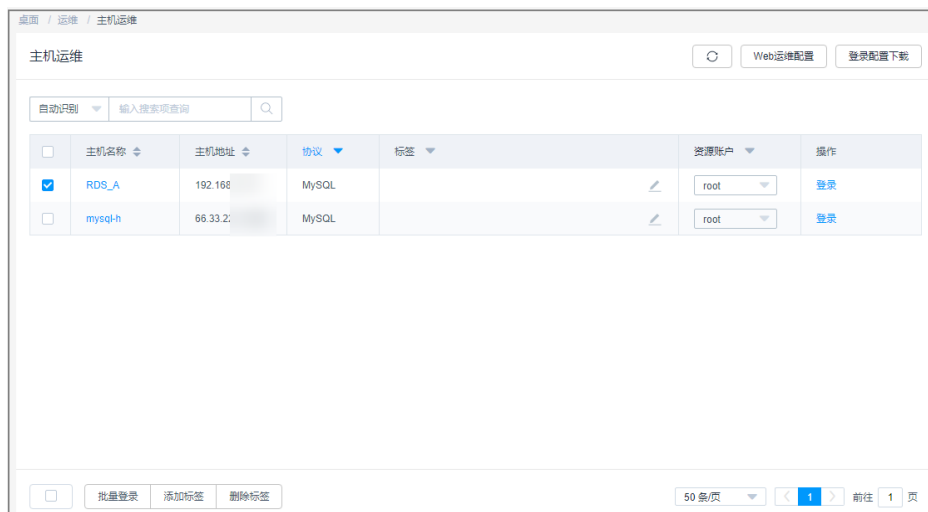 桌面 / 运维 / 主机运维
主机运维 Web运维配置 登录配置下载
自动识别 输入搜索项查询
主机名称 主机地址 协议 标签 资源账户 操作
RDS_A 192.168 MySQL root 登录
mysql-h 66.33.2 MySQL root 登录
批量登录 添加标签 删除标签 50 条/页 1 前往 1 页